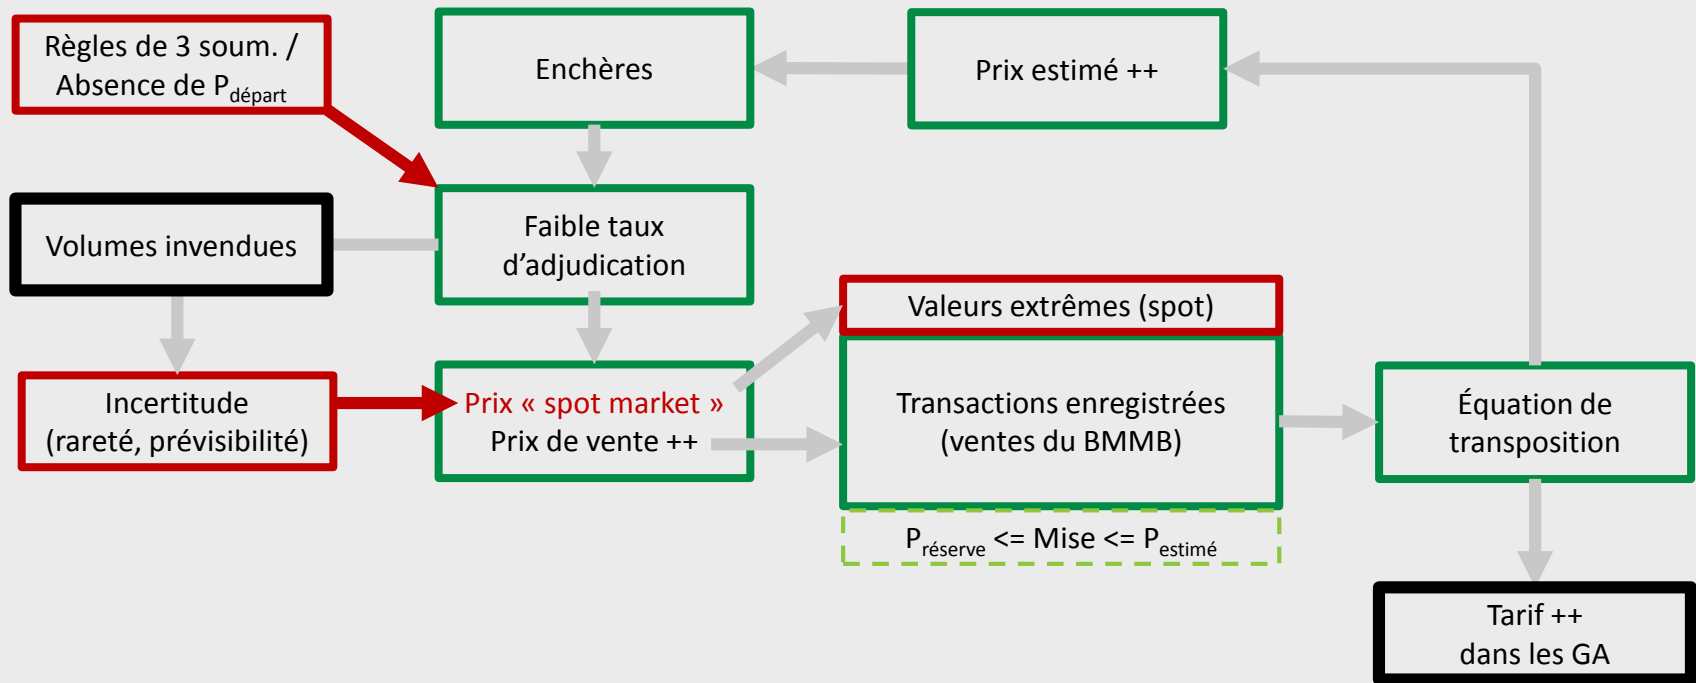 Règles de 3 soum. /
Absence de Pdépart
Enchères
Prix estimé ++
Volumes invendues
Faible taux
d’adjudication
Valeurs extrêmes (spot)
Incertitude
(rareté, prévisibilité)
Prix « spot market »
Prix de vente ++
Transactions enregistrées
(ventes du BMMB)
Équation de
transposition
Préserve <= Mise <= Pestimé
Tarif ++
dans les GA